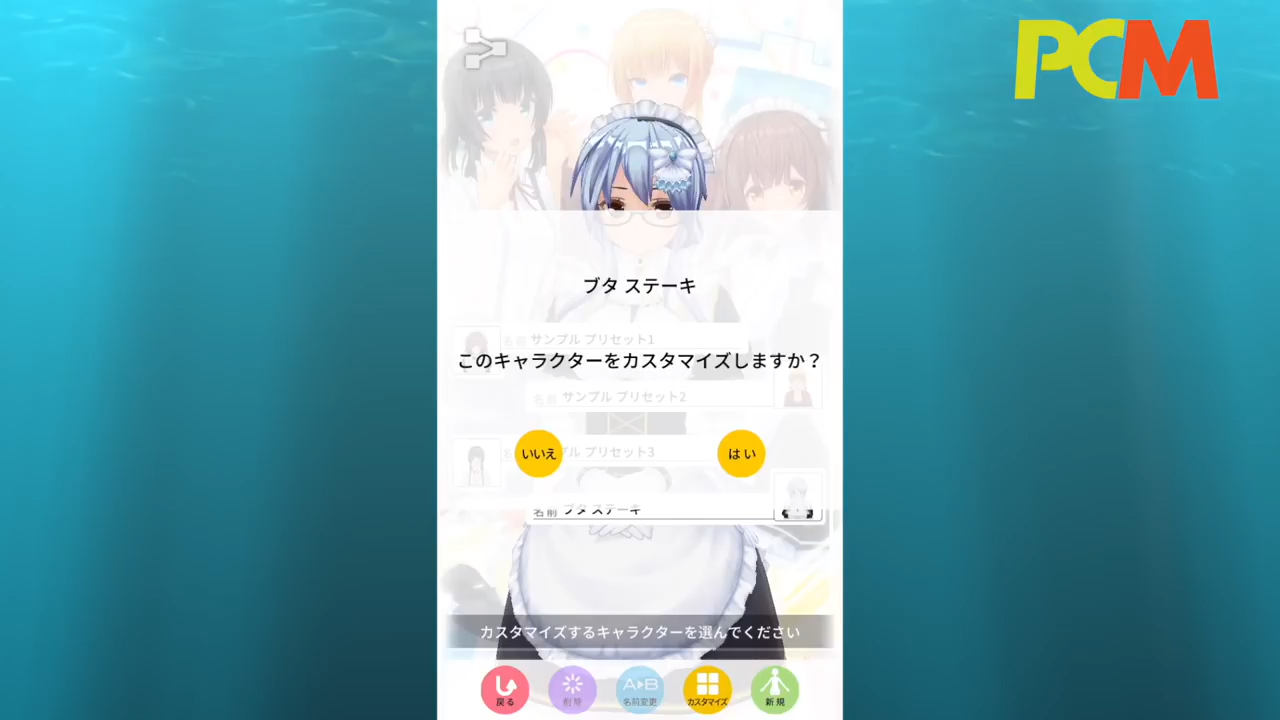 PCM
ブタ ステーキ
名前 サンプル プリセット1
このキャラクターをカスタマイズしますか？
名前 サンプル プリセット2
いいえ
プル プリセット3
はい
名前 ブタ ステーキ
カスタマイズするキャラクターを選んでください
戻る
削除
A▶B
名前変更
カスタマイズ
新規